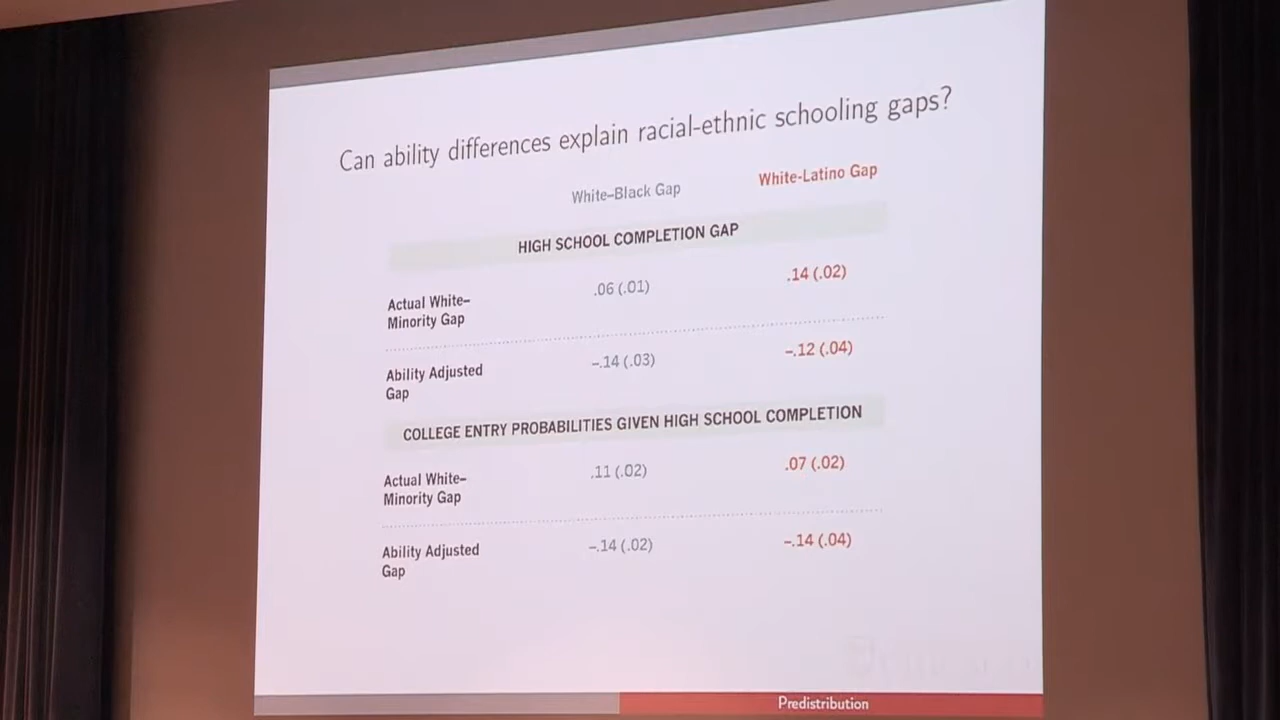 Can ability differences explain racial-ethnic schooling gaps?
White–Black Gap White-Latino Gap
HIGH SCHOOL COMPLETION GAP
Actual White–
Minority Gap .06 (.01) .14 (.02)
Ability Adjusted
Gap –.14 (.03) –.12 (.04)
COLLEGE ENTRY PROBABILITIES GIVEN HIGH SCHOOL COMPLETION
Actual White–
Minority Gap .11 (.02) .07 (.02)
Ability Adjusted
Gap –.14 (.02) –.14 (.04)
Predistribution